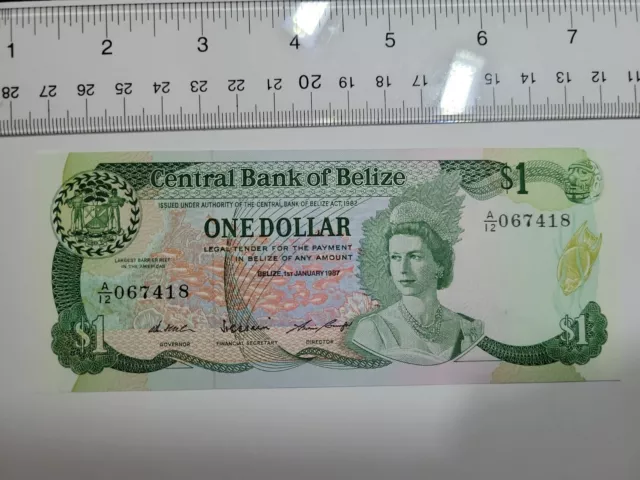 1 2 3 4 5 6 7
28 27 26 25 24 23 22 21 20 19 18 17 16 15 14 13 12 11
Central Bank of Belize $1
ISSUED UNDER AUTHORITY OF THE CENTRAL BANK OF BELIZE ACT, 1982
ONE DOLLAR A/12 067418
LEGAL TENDER FOR THE PAYMENT
IN BELIZE OF ANY AMOUNT
LARGEST BARRIER REEF
IN THE AMERICAS
BELIZE, 1ST JANUARY 1987
A/12 067418
$1 $1
GOVERNOR FINANCIAL SECRETARY DIRECTOR